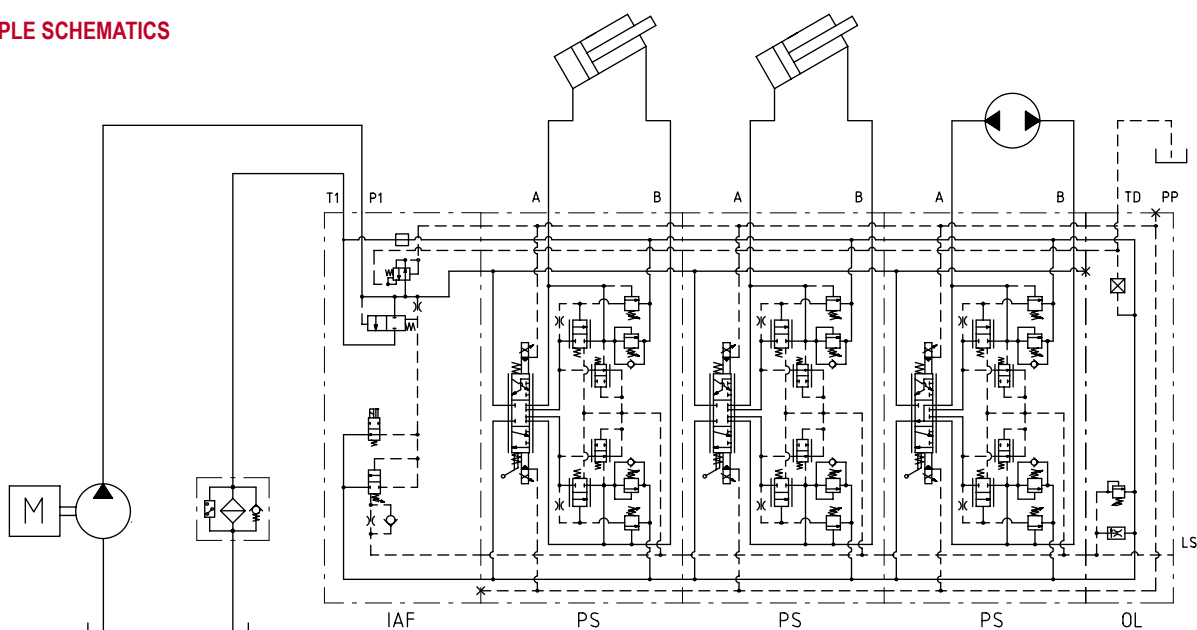 PLE SCHEMATICS
T1 P1 A B A B A B TD PP
M
LS
IAF PS PS PS OL